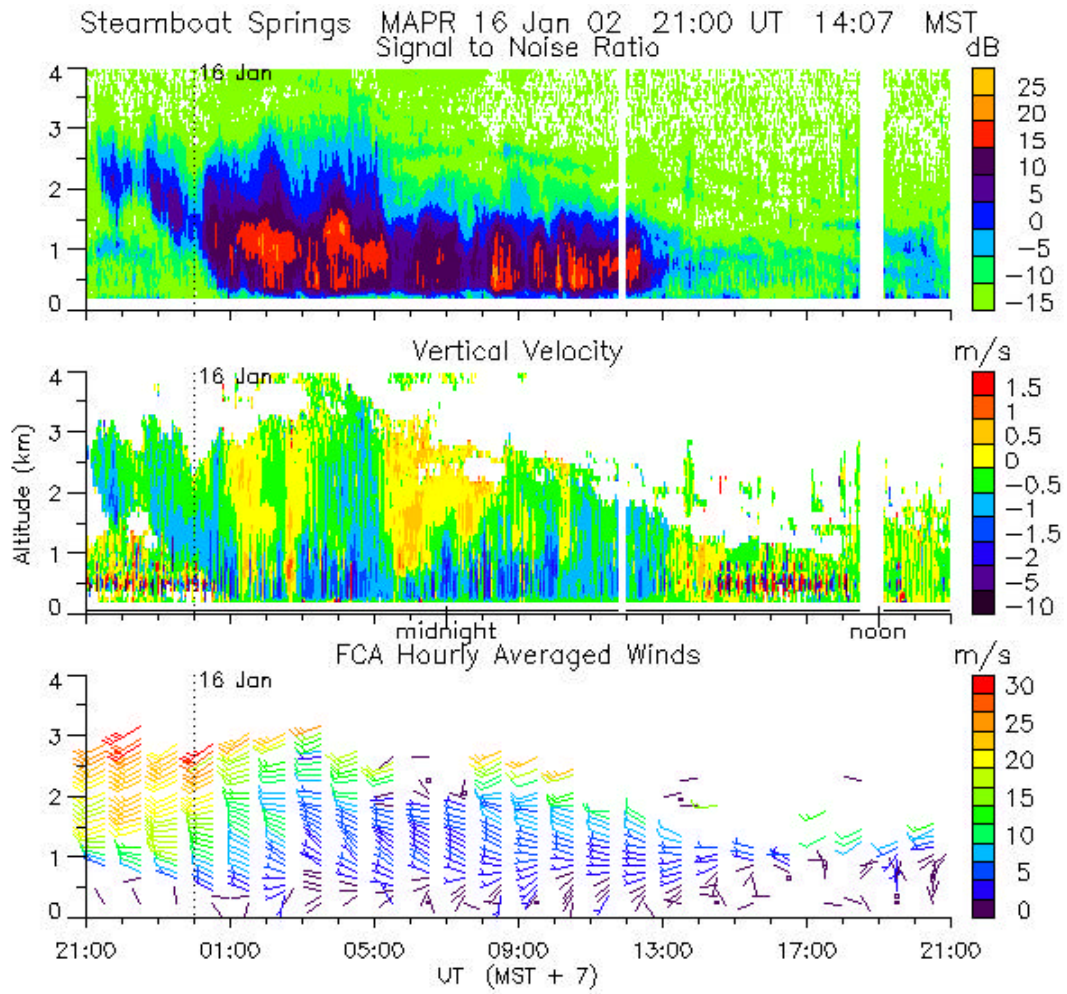 Steamboat Springs MAPR 16 Jan 02 21:00 UT 14:07 MST
Signal to Noise Ratio
dB
16 Jan
4
3
2
1
0
25
20
15
10
5
0
−5
−10
−15
Vertical Velocity
m/s
16 Jan
Altitude (km)
4
3
2
1
0
1.5
1
0.5
0
−0.5
−1
−1.5
−2
−5
−10
midnight
noon
FCA Hourly Averaged Winds
m/s
16 Jan
4
3
2
1
0
30
25
20
15
10
5
0
21:00 01:00 05:00 09:00 13:00 17:00 21:00
UT (MST + 7)